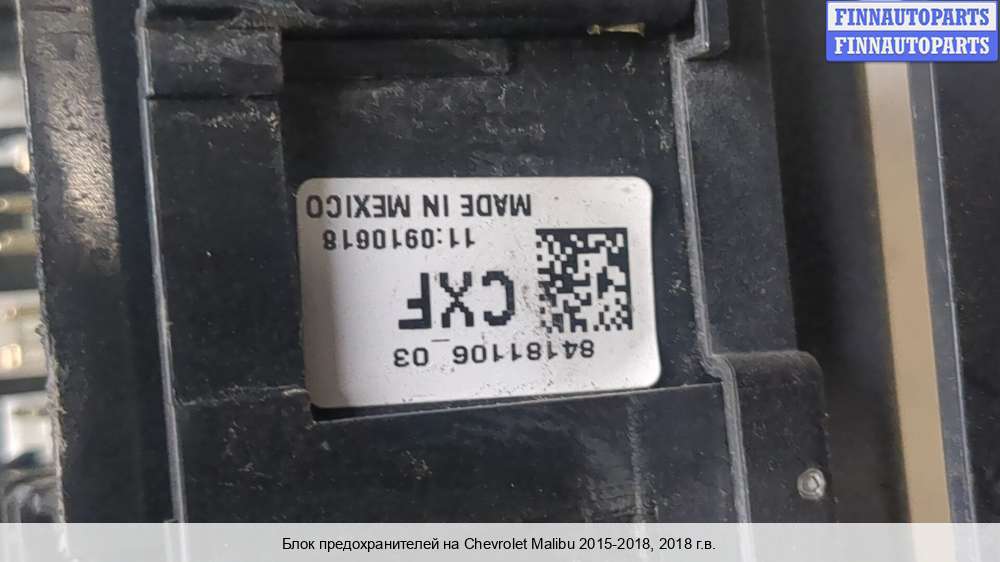 FINNAUTOPARTS
FINNAUTOPARTS
84181106_03
CXF
11:0910618
MADE IN MEXICO
Блок предохранителей на Chevrolet Malibu 2015-2018, 2018 г.в.